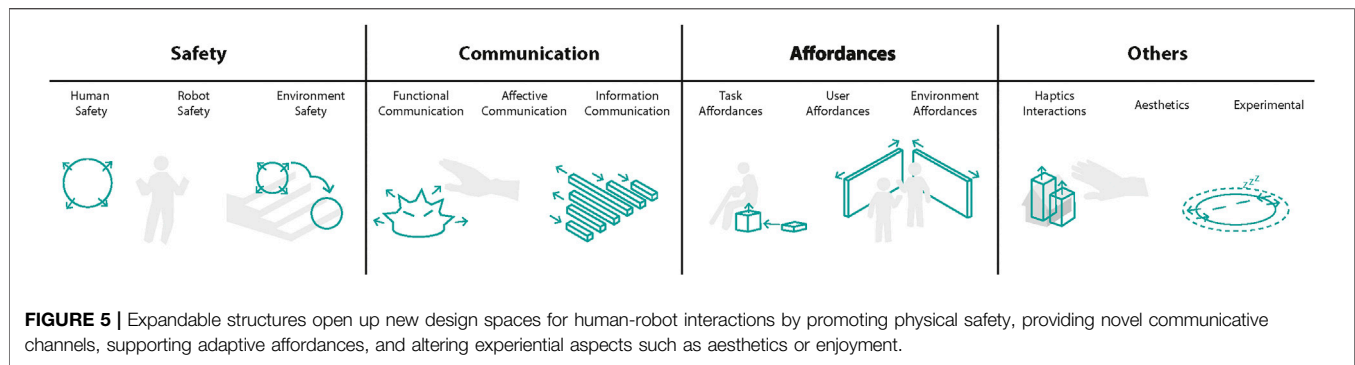 Safety
Communication
Affordances
Others
Human
Safety
Robot
Safety
Environment
Safety
Functional
Communication
Affective
Communication
Information
Communication
Task
Affordances
User
Affordances
Environment
Affordances
Haptics
Interactions
Aesthetics
Experimental
zzz
FIGURE 5 | Expandable structures open up new design spaces for human-robot interactions by promoting physical safety, providing novel communicative
channels, supporting adaptive affordances, and altering experiential aspects such as aesthetics or enjoyment.